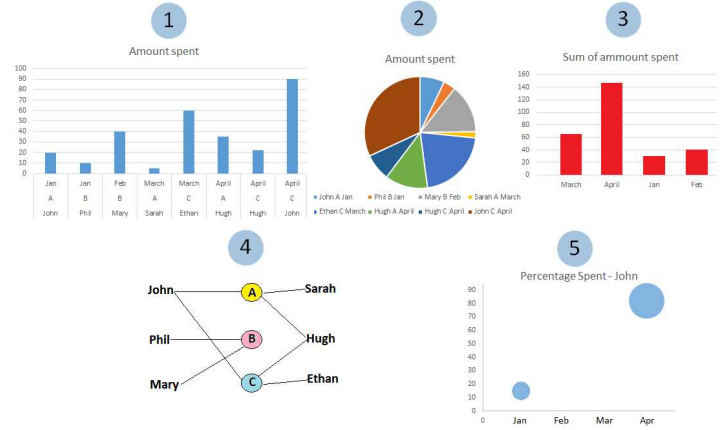 1
Amount spent
100
90
80
70
60
50
40
30
20
10
0
Jan Jan Feb March March April April April
A B B A C A C C
John Phil Mary Sarah Ethan Hugh Hugh John
2
Amount spent
John A Jan Phil B Jan Mary B Feb Sarah A March
Ethan C March Hugh A April Hugh C April John C April
3
Sum of ammount spent
160
140
120
100
80
60
40
20
0
March April Jan Feb
4
John A Sarah
Phil B Hugh
Mary C Ethan
5
Percentage Spent - John
90
80
70
60
50
40
30
20
10
0
0 Jan Feb Mar Apr